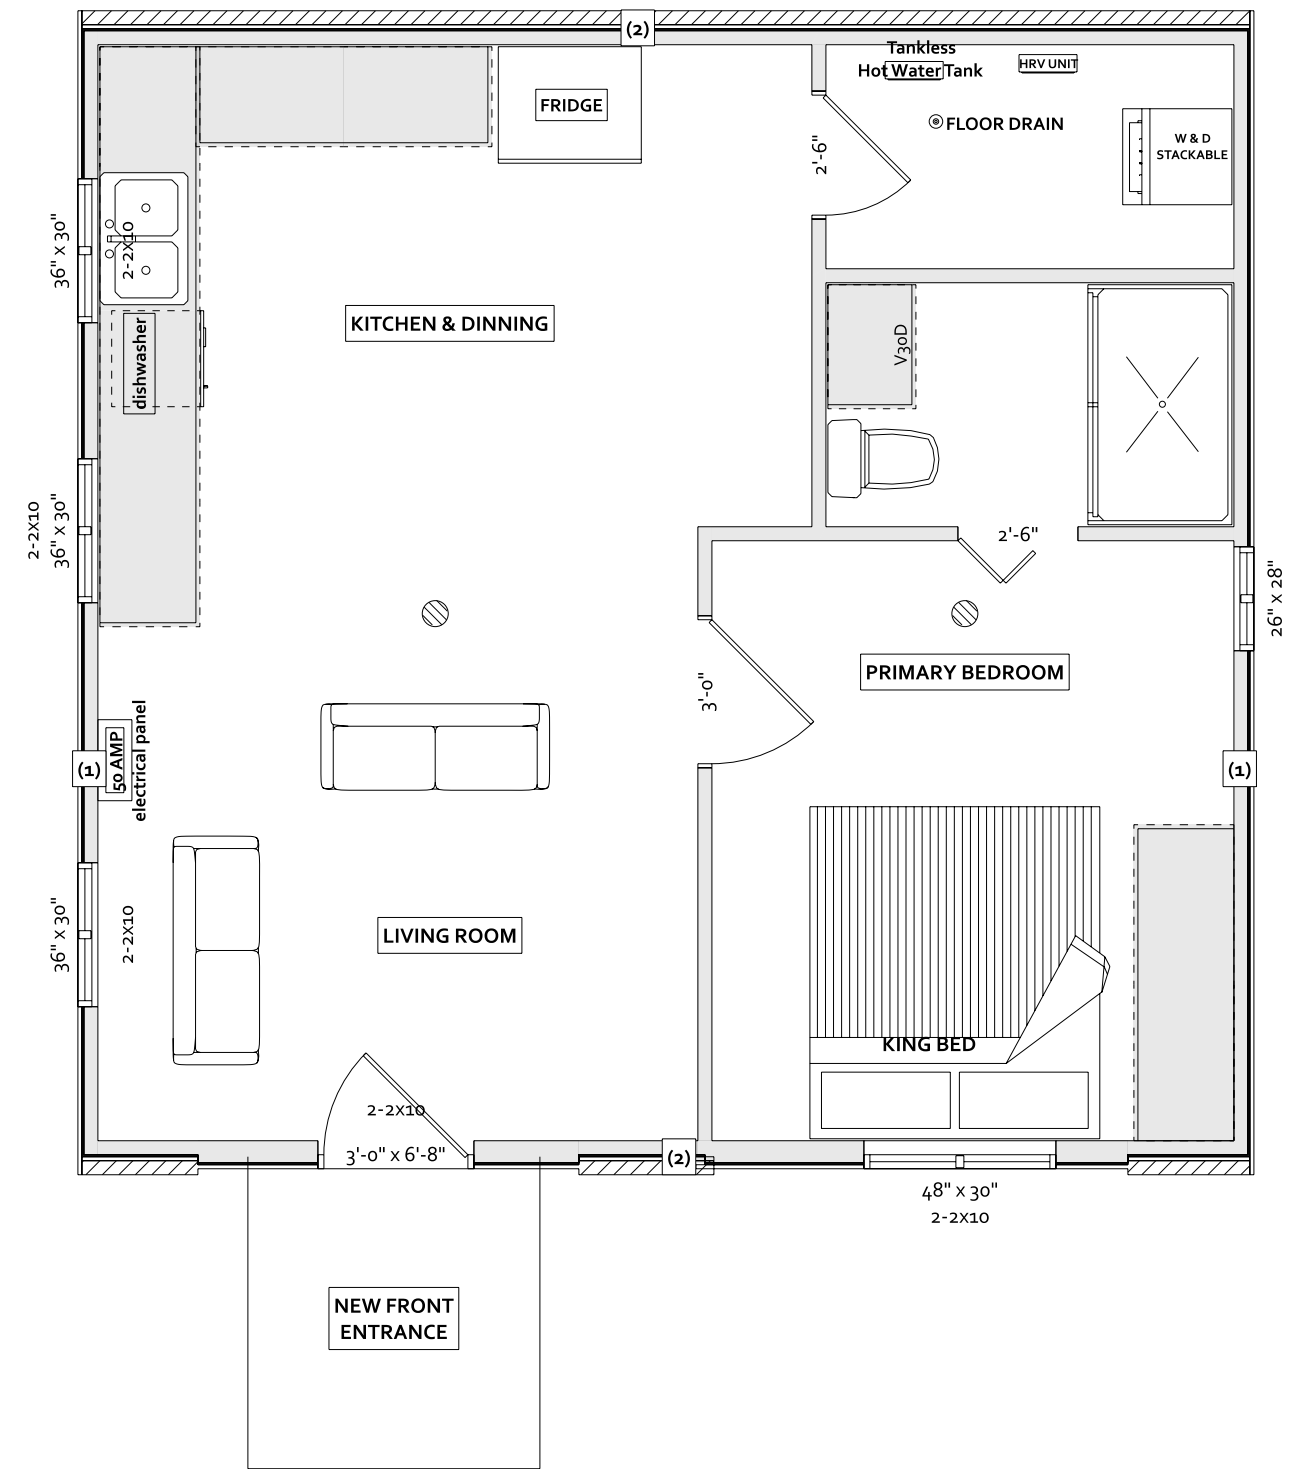 (2)
Tankless
Hot Water Tank
HRV UNIT
FRIDGE
FLOOR DRAIN
W & D
STACKABLE
2'-6"
36" x 30"
2-2x10
KITCHEN & DINNING
V30D
dishwasher
2-2x10
36" x 30"
2'-6"
26" x 28"
PRIMARY BEDROOM
3'-0"
(1)
50 AMP
electrical panel
(1)
36" x 30"
2-2x10
LIVING ROOM
KING BED
2-2x10
3'-0" x 6'-8"
(2)
48" x 30"
2-2x10
NEW FRONT
ENTRANCE